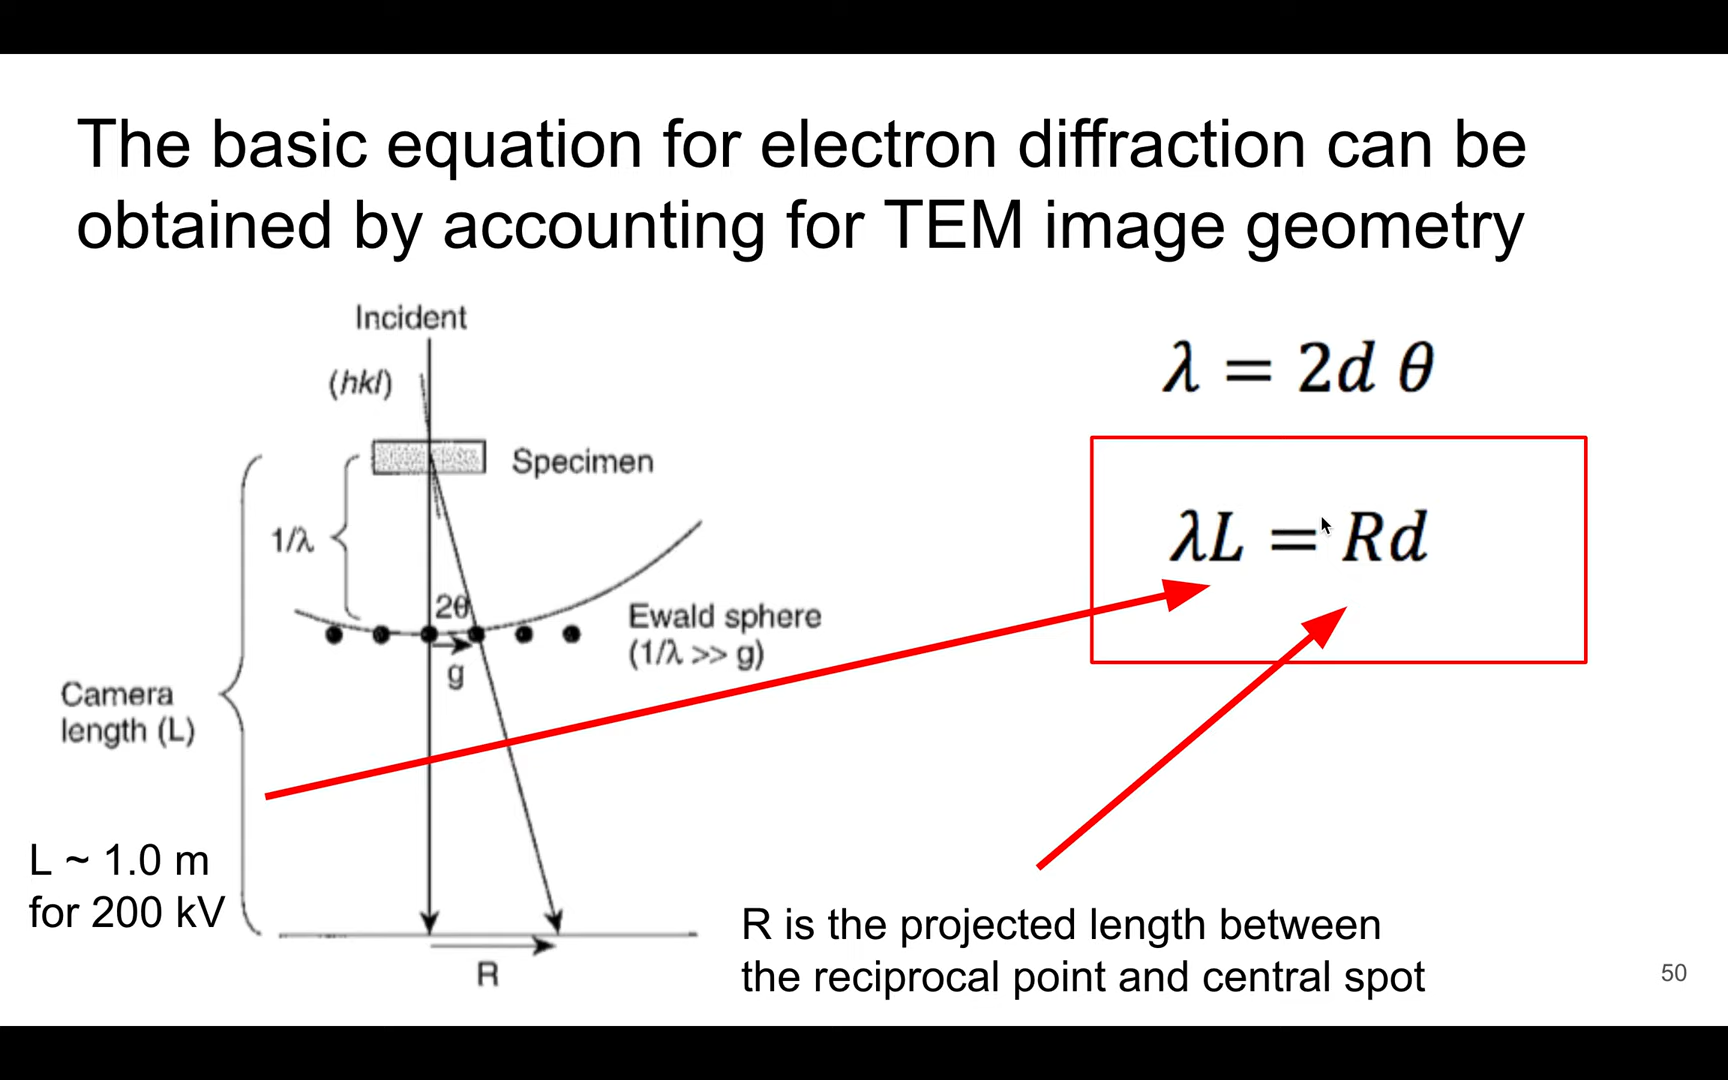 The basic equation for electron diffraction can be
obtained by accounting for TEM image geometry
Incident
(hkl)
Specimen
1/λ
2θ
g
Ewald sphere
(1/λ >> g)
Camera
length (L)
L ~ 1.0 m
for 200 kV
R
λ = 2d θ
λL = Rd
R is the projected length between
the reciprocal point and central spot
50